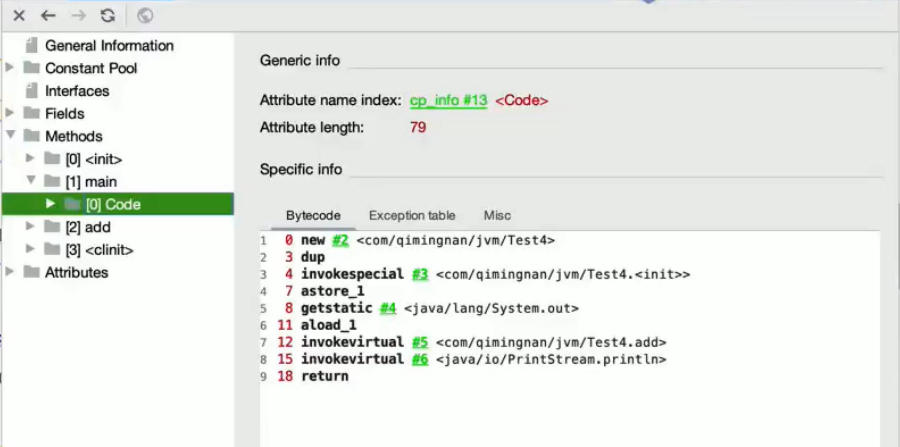 General Information
Constant Pool
Interfaces
Fields
Methods
[0] <init>
[1] main
[0] Code
[2] add
[3] <clinit>
Attributes
Generic info
Attribute name index: cp_info #13 <Code>
Attribute length: 79
Specific info
Bytecode Exception table Misc
1 0 new #2 <com/qimingnan/jvm/Test4>
2 3 dup
3 4 invokespecial #3 <com/qimingnan/jvm/Test4.<init>>
4 7 astore_1
5 8 getstatic #4 <java/lang/System.out>
6 11 aload_1
7 12 invokevirtual #5 <com/qimingnan/jvm/Test4.add>
8 15 invokevirtual #6 <java/io/PrintStream.println>
9 18 return